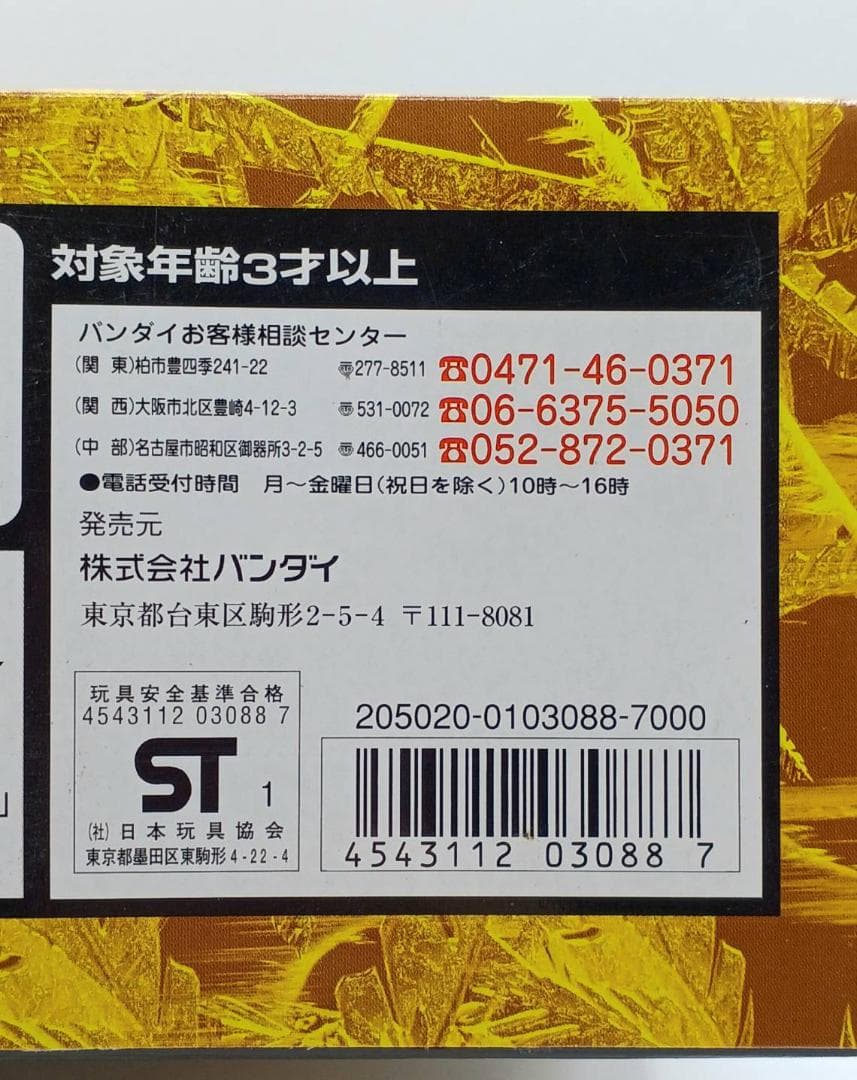 対象年齢3才以上
バンダイお客様相談センター
(関 東)柏市豊四季241-22 〠277-8511 ☎0471-46-0371
(関 西)大阪市北区豊崎4-12-3 〠531-0072 ☎06-6375-5050
(中 部)名古屋市昭和区御器所3-2-5 〠466-0051 ☎052-872-0371
●電話受付時間 月〜金曜日(祝日を除く)10時〜16時
発売元
株式会社バンダイ
東京都台東区駒形2-5-4 〒111-8081
玩具安全基準合格
4543112 03088 7
ST 1
(社)日本玩具協会
東京都墨田区東駒形4-22-4
205020-0103088-7000
4543112 03088 7
」